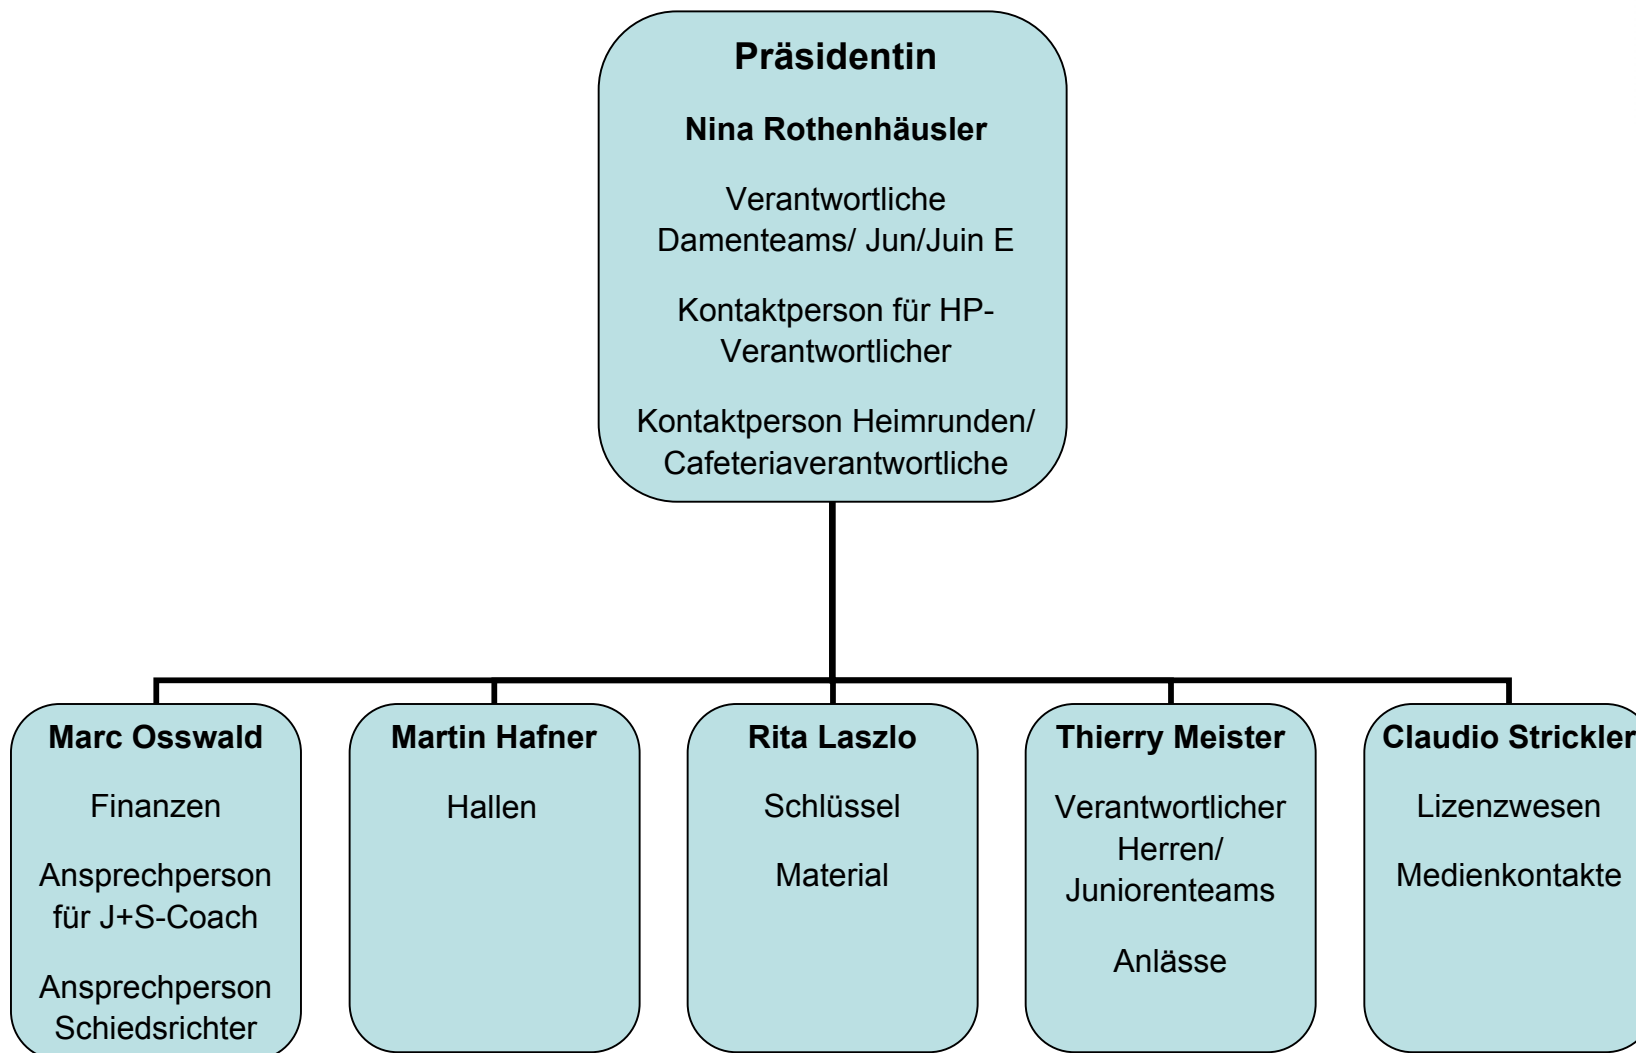 Präsidentin
Nina Rothenhäusler
Verantwortliche
Damenteams/ Jun/Juin E
Kontaktperson für HP-
Verantwortlicher
Kontaktperson Heimrunden/
Cafeteriaverantwortliche
Marc Osswald
Finanzen
Ansprechperson
für J+S-Coach
Ansprechperson
Schiedsrichter
Martin Hafner
Hallen
Rita Laszlo
Schlüssel
Material
Thierry Meister
Verantwortlicher
Herren/
Juniorenteams
Anlässe
Claudio Strickler
Lizenzwesen
Medienkontakte